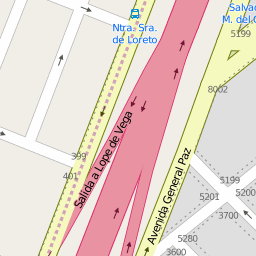 Ntra. Sra.
de Loreto
Salvad
M. del C
5199
8002
Salida a Lope de Vega
Avenida General Paz
399
401
5199
5201
3600
3700
5280
5300